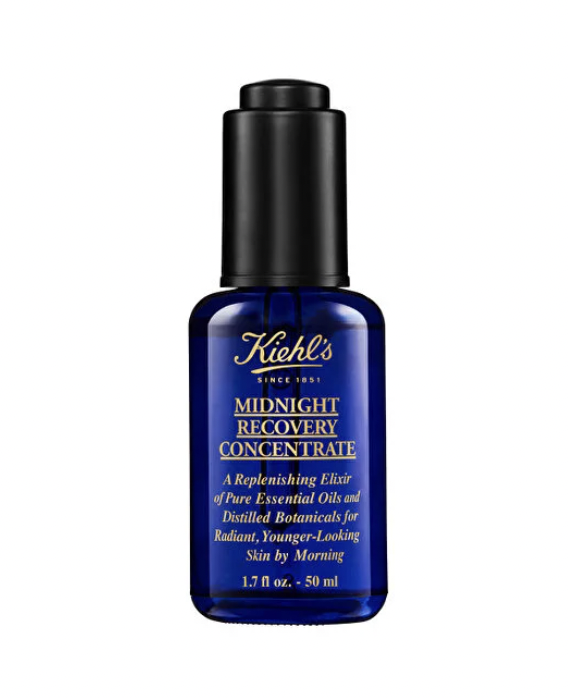 Kiehl's
SINCE 1851
MIDNIGHT
RECOVERY
CONCENTRATE
A Replenishing Elixir
of Pure Essential Oils and
Distilled Botanicals for
Radiant, Younger-Looking
Skin by Morning
1.7 fl oz. - 50 ml